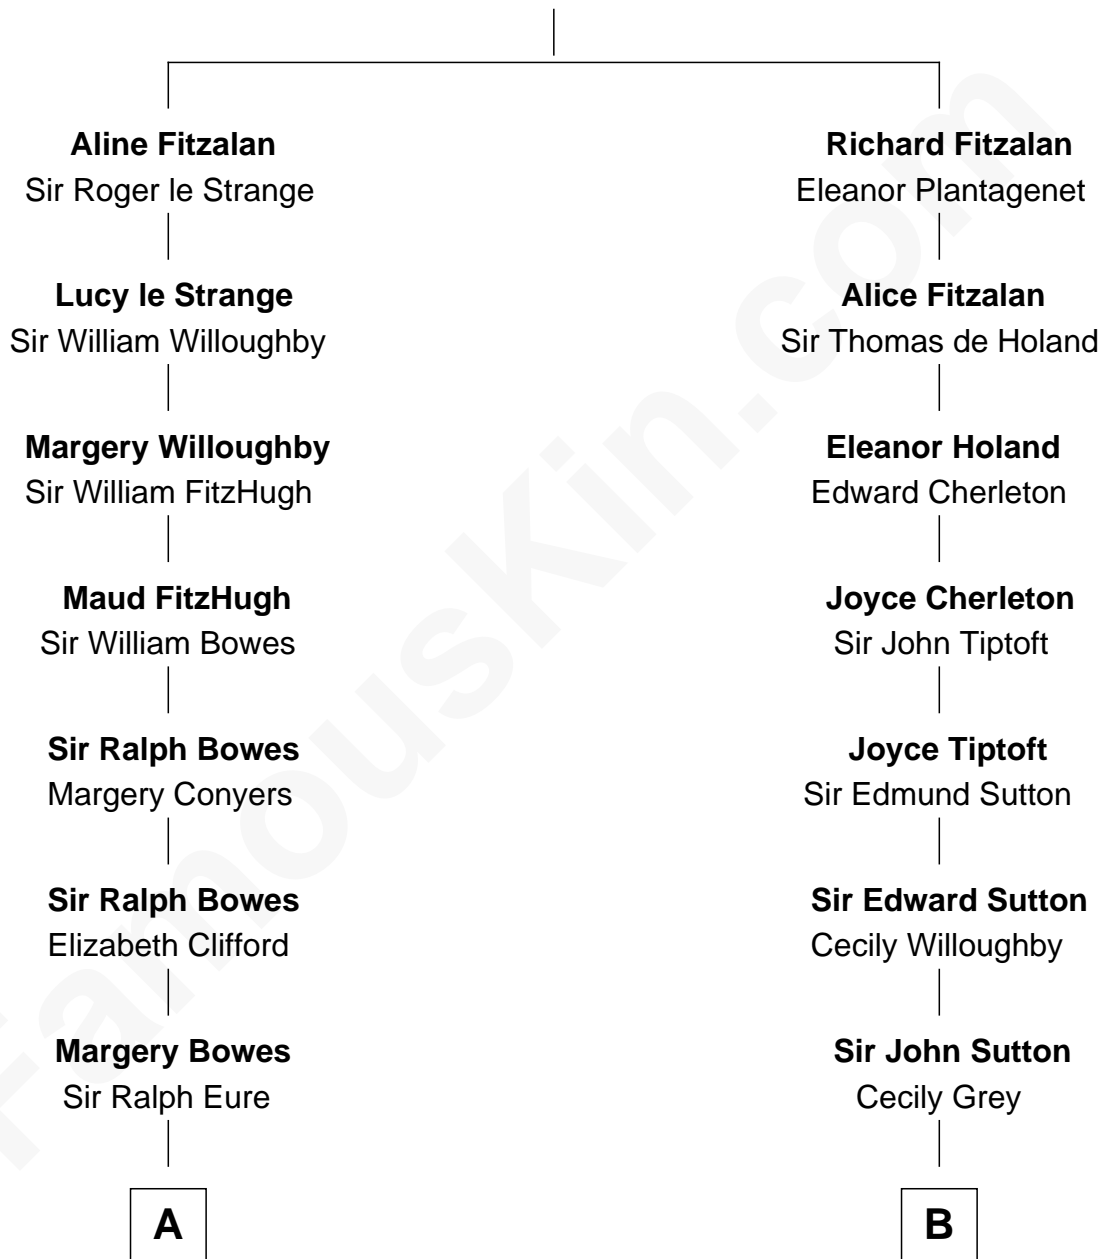 Aline Fitzalan
Sir Roger le Strange
Lucy le Strange
Sir William Willoughby
Margery Willoughby
Sir William FitzHugh
Maud FitzHugh
Sir William Bowes
Sir Ralph Bowes
Margery Conyers
Sir Ralph Bowes
Elizabeth Clifford
Margery Bowes
Sir Ralph Eure
A
Richard Fitzalan
Eleanor Plantagenet
Alice Fitzalan
Sir Thomas de Holand
Eleanor Holand
Edward Cherleton
Joyce Cherleton
Sir John Tiptoft
Joyce Tiptoft
Sir Edmund Sutton
Sir Edward Sutton
Cecily Willoughby
Sir John Sutton
Cecily Grey
B
FamousKin.com